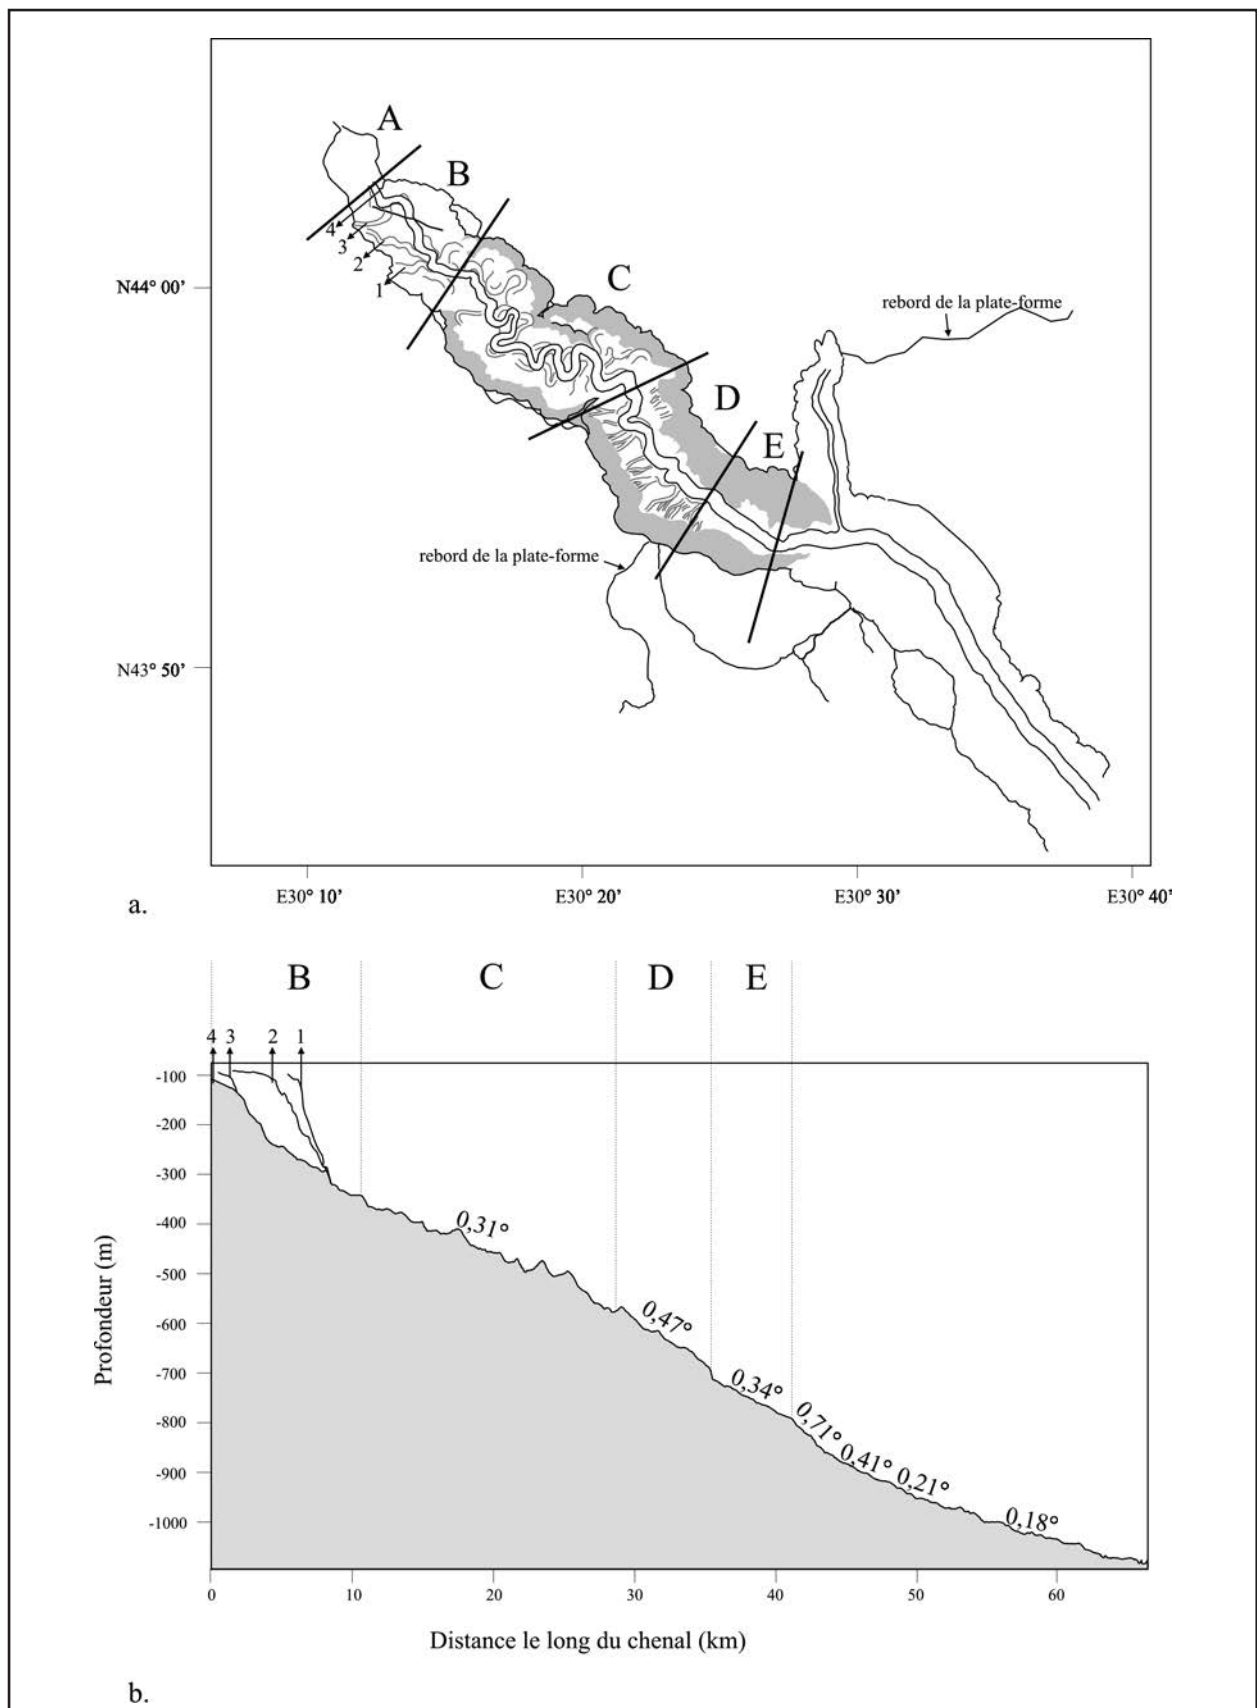 A
B
4
3
2
1
C
N44° 00'
rebord de la plate-forme
D
E
rebord de la plate-forme
N43° 50'
E30° 10'
E30° 20'
E30° 30'
E30° 40'
a.
B
C
D
E
4
3
2
1
-100
-200
-300
-400
-500
-600
-700
-800
-900
-1000
0,31°
0,47°
0,34°
0,71°
0,41°
0,21°
0,18°
Profondeur (m)
0
10
20
30
40
50
60
Distance le long du chenal (km)
b.